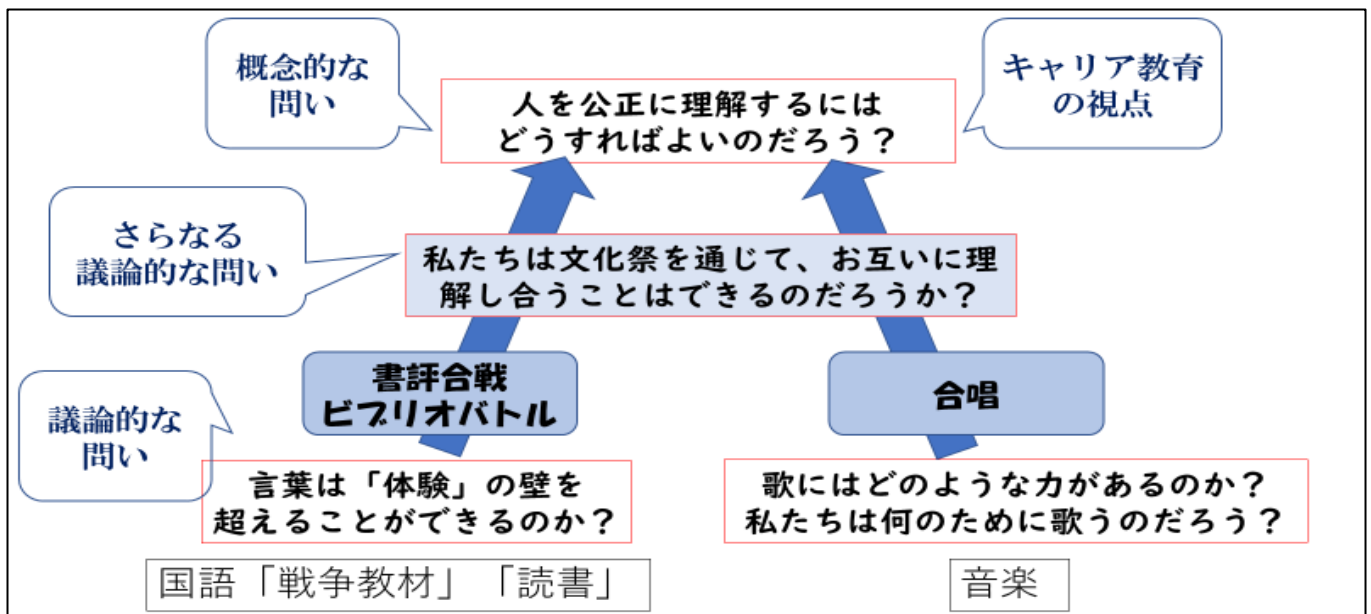 概念的な
問い
キャリア教育
の視点
人を公正に理解するには
どうすればよいのだろう？
さらなる
議論的な問い
私たちは文化祭を通じて、お互いに理
解し合うことはできるのだろうか？
書評合戦
ビブリオバトル
合唱
議論的な
問い
言葉は「体験」の壁を
超えることができるのか？
歌にはどのような力があるのか？
私たちは何のために歌うのだろう？
国語「戦争教材」「読書」
音楽